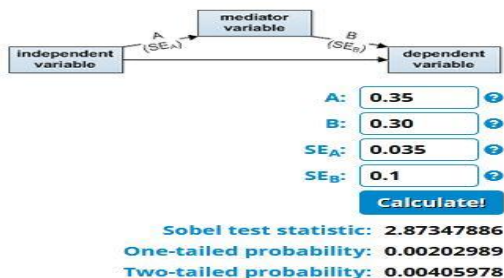 mediator
variable
A
(SEA)
B
(SEB)
independent
variable
dependent
variable
A: 0.35 ?
B: 0.30 ?
SEA: 0.035 ?
SEB: 0.1 ?
Calculate!
Sobel test statistic: 2.87347886
One-tailed probability: 0.00202989
Two-tailed probability: 0.00405978